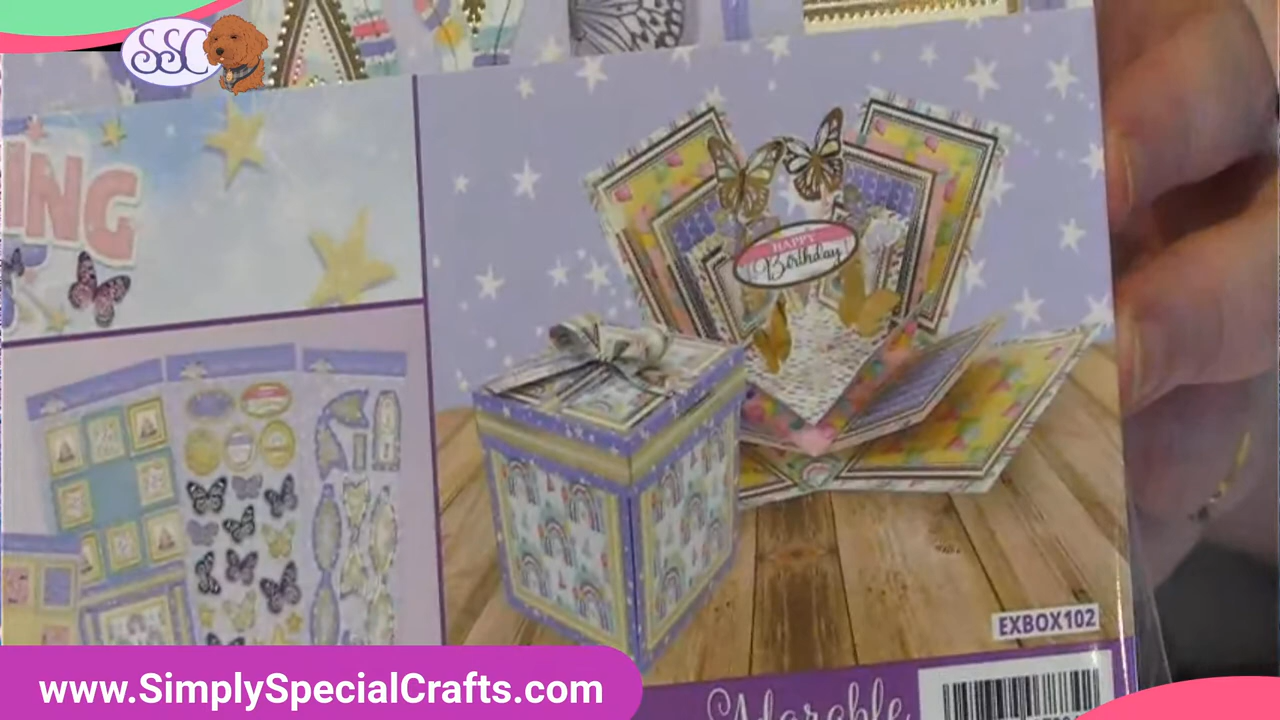 SSC
ING
HAPPY
Birthday
EXBOX102
Adorable
www.SimplySpecialCrafts.com